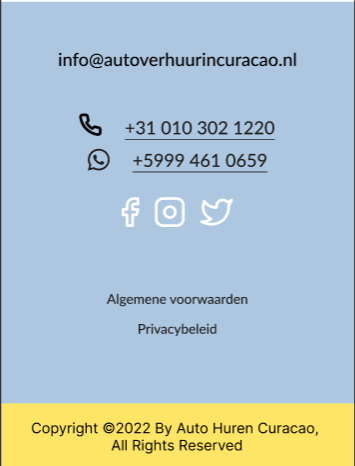 info@autoverhuurincuracao.nl
+31 010 302 1220
+5999 461 0659
Algemene voorwaarden
Privacybeleid
Copyright ©2022 By Auto Huren Curacao,
All Rights Reserved